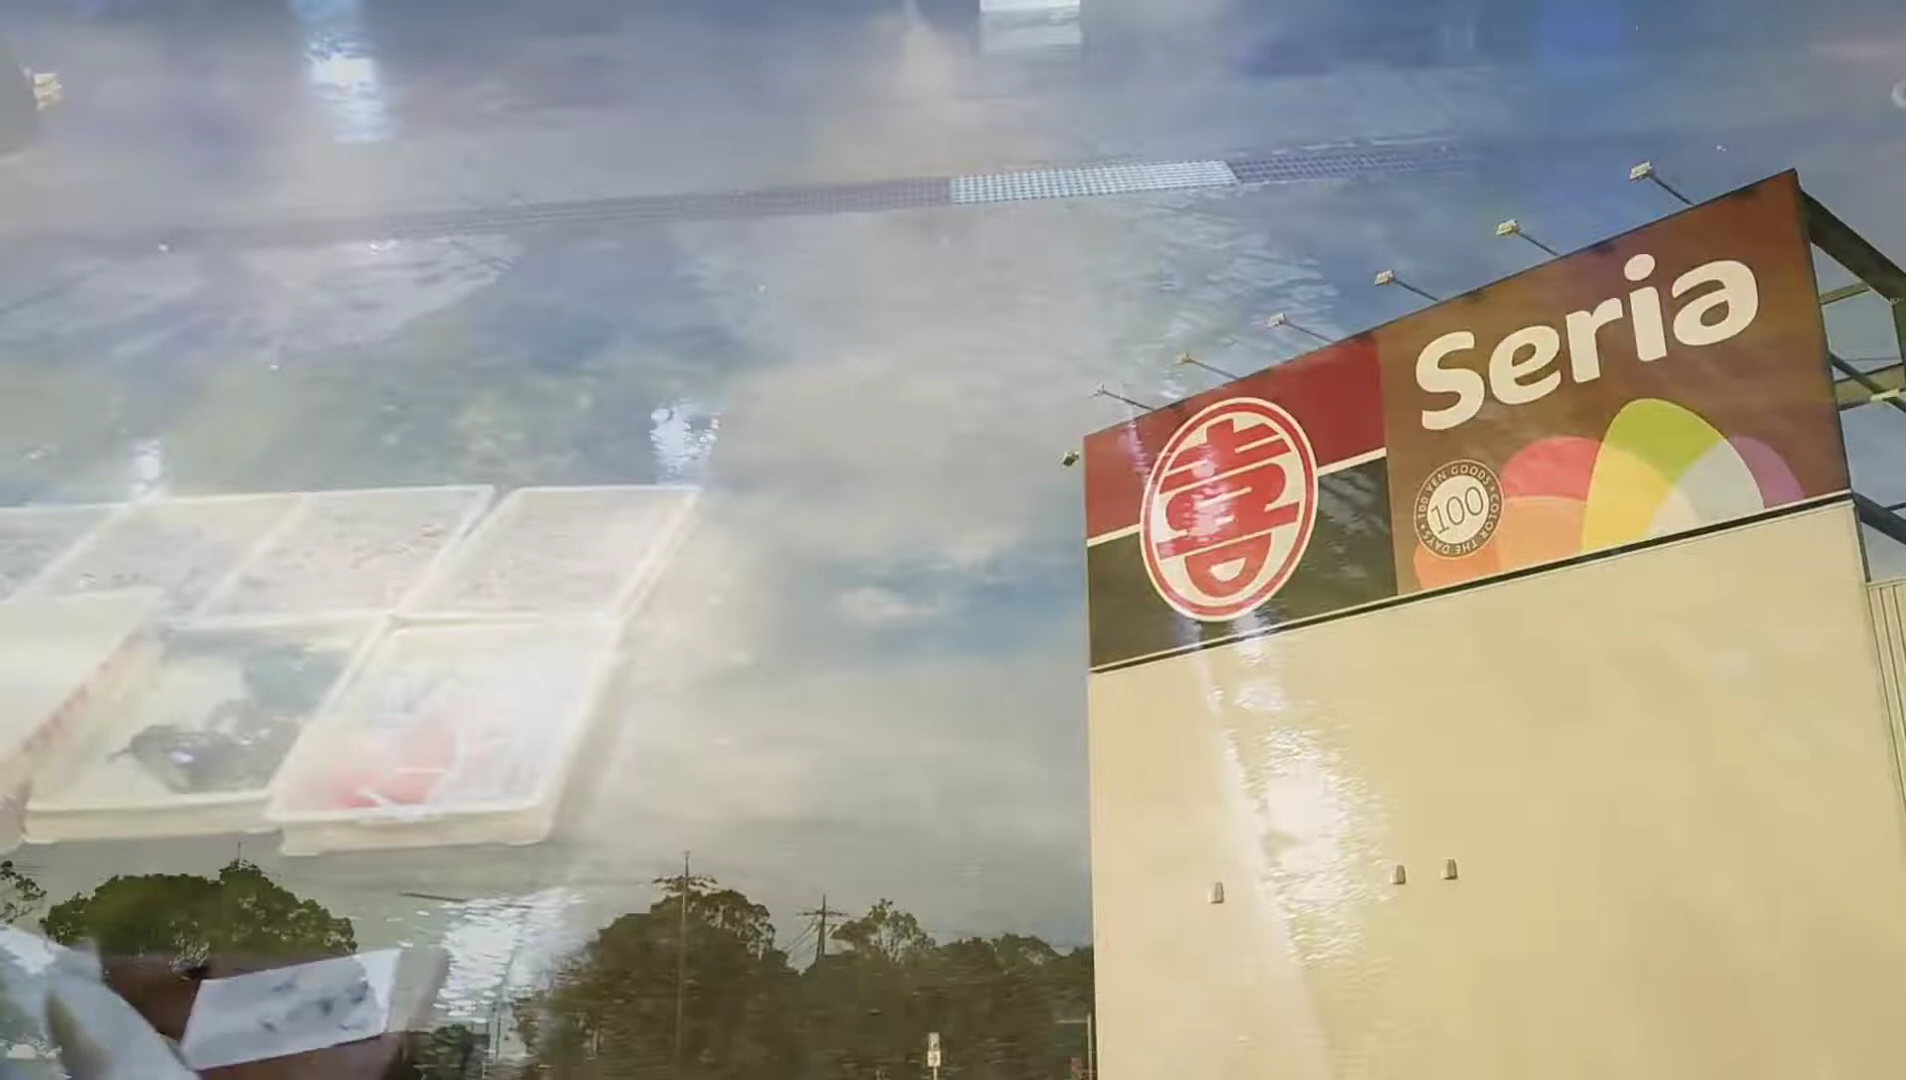 Seria
喜
100 YEN GOODS
100
COLOR THE DAYS